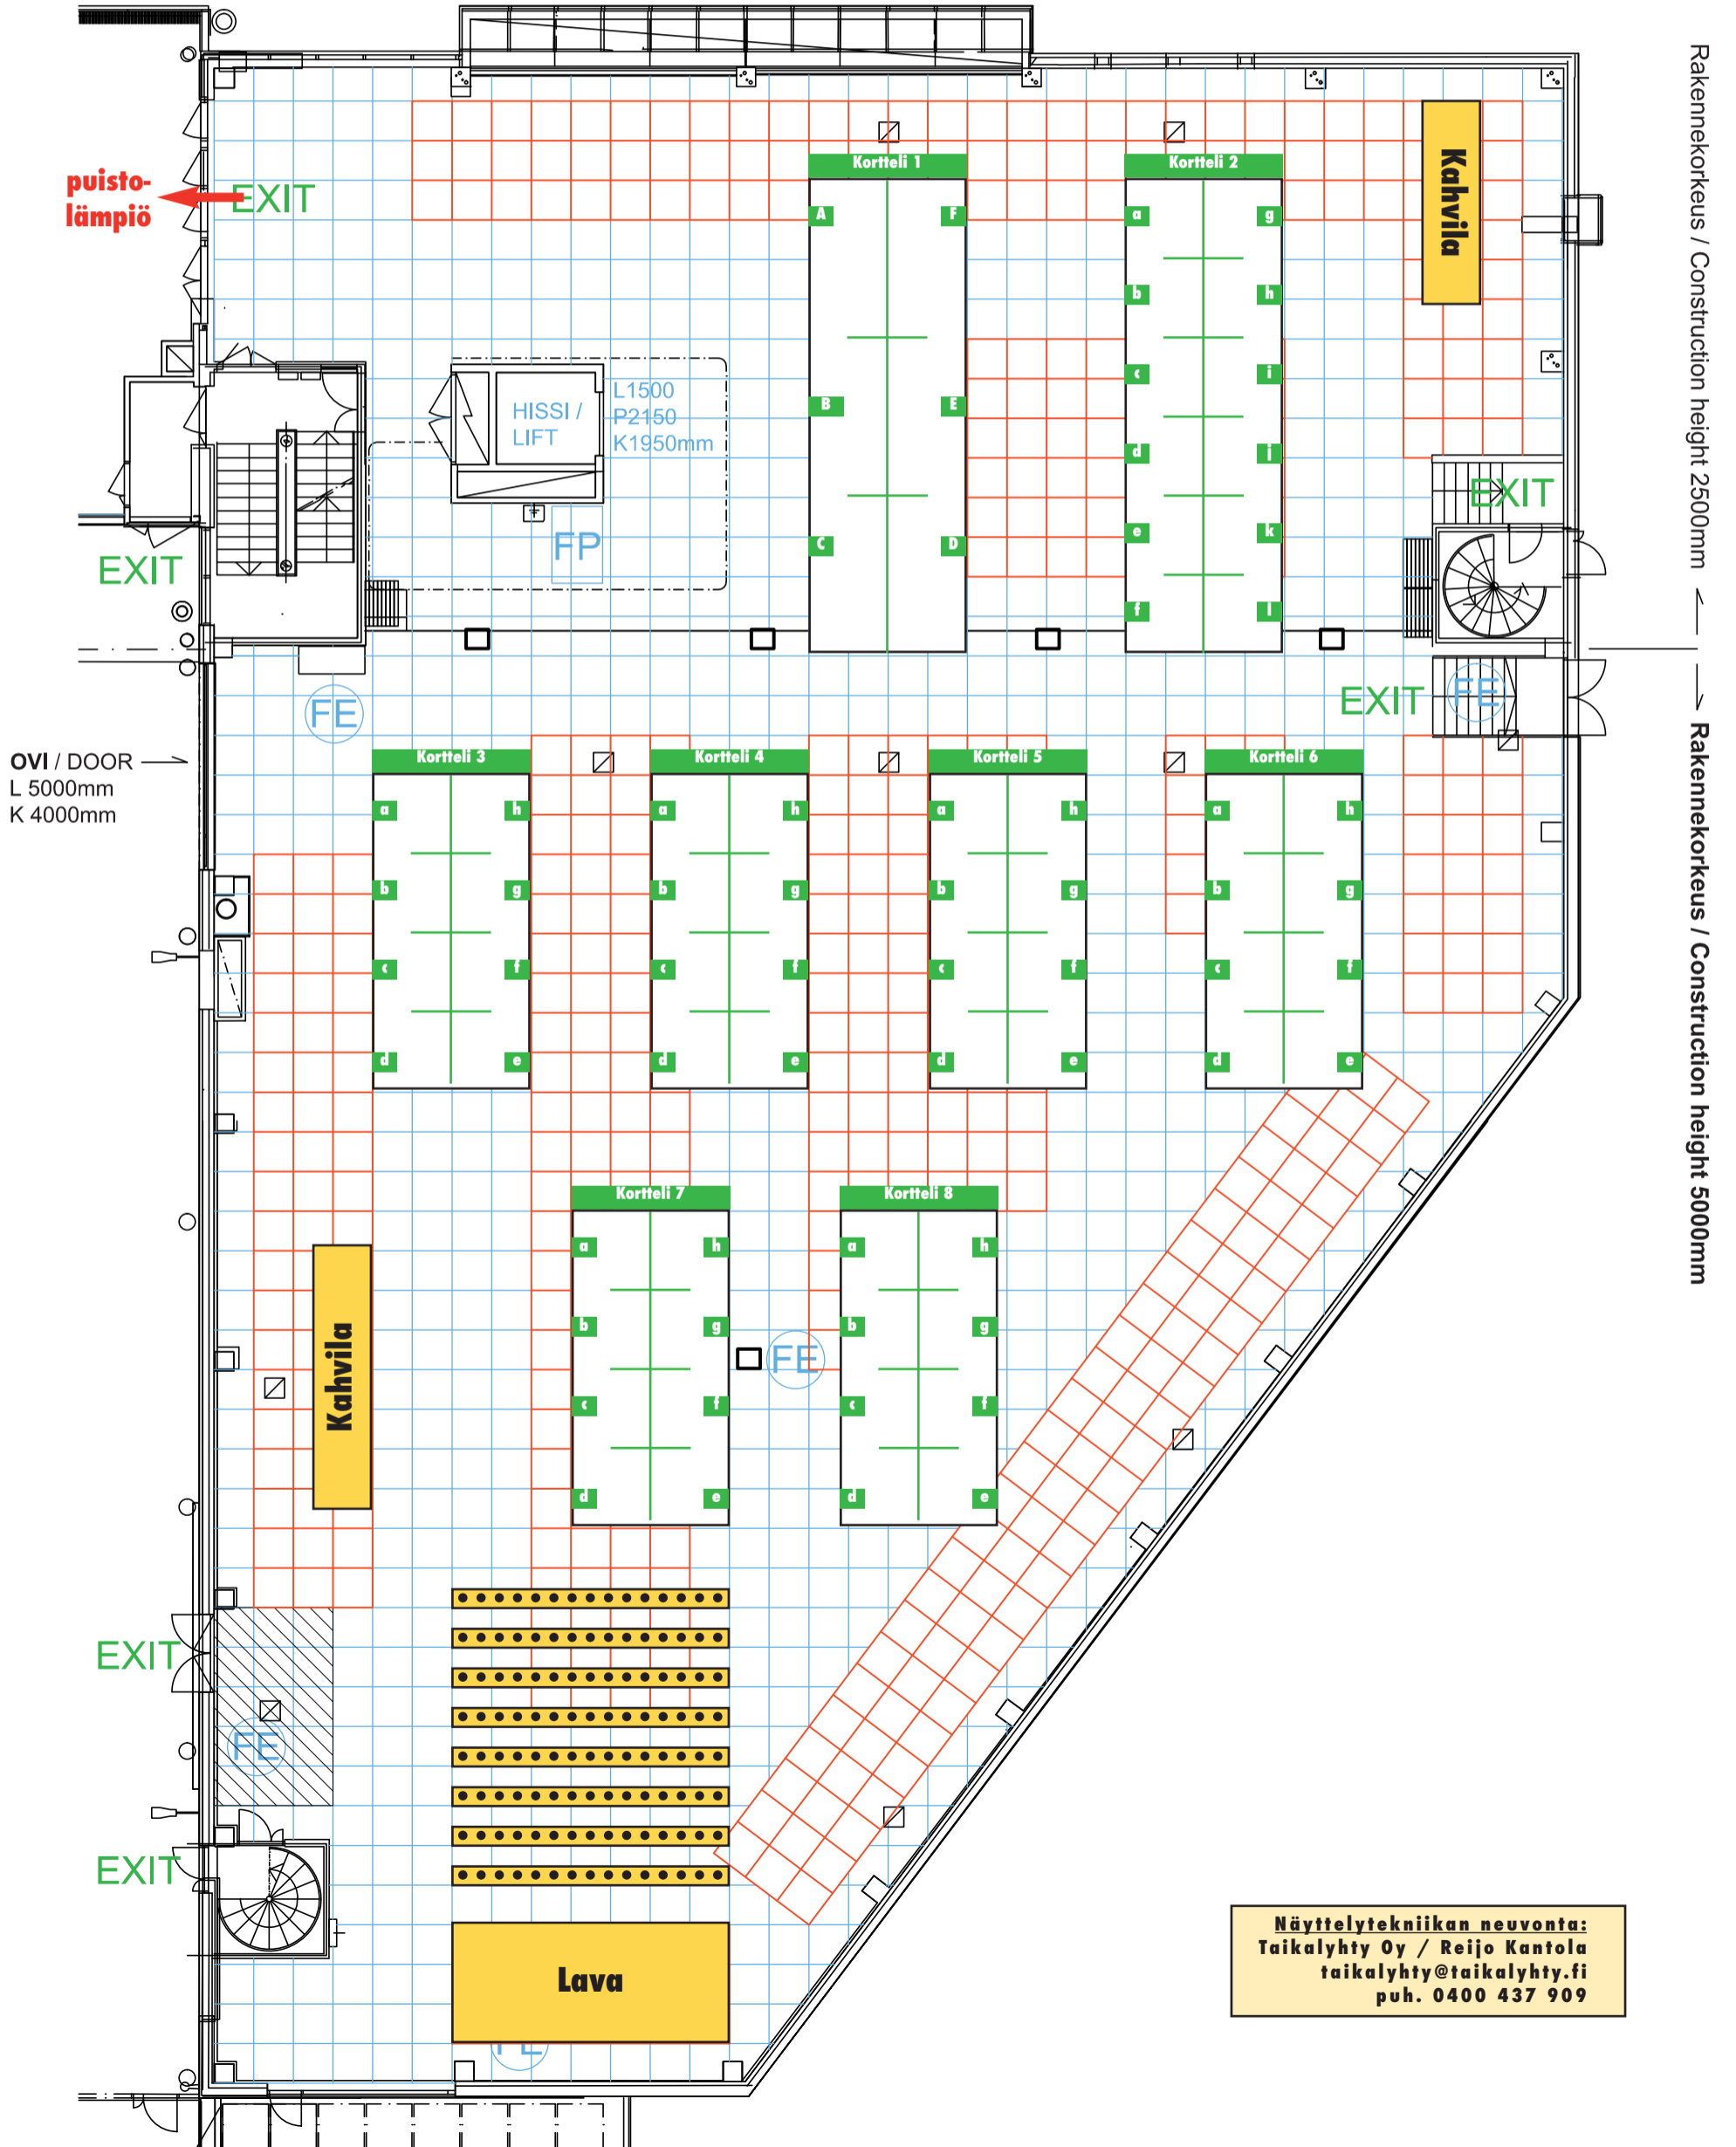 Rakennekorkeus / Construction height 2500mm
Kortteli 1
Kortteli 2
Kahvila
puisto-
lämpiö
EXIT
A
F
a
g
b
h
L1500
P2150
K1950mm
HISSI /
LIFT
c
i
B
E
d
j
EXIT
FP
C
D
e
k
EXIT
f
l
FE
EXIT
FE
Rakennekorkeus / Construction height 5000mm
OVI / DOOR
L 5000mm
K 4000mm
Kortteli 3
Kortteli 4
Kortteli 5
Kortteli 6
a
h
a
h
a
h
a
h
b
g
b
g
b
g
b
g
c
f
c
f
c
f
c
f
d
e
d
e
d
e
d
e
Kortteli 7
Kortteli 8
a
h
a
h
b
g
b
g
Kahvila
FE
c
f
c
f
d
e
d
e
EXIT
FE
EXIT
Lava
FE
Näyttelytekniikan neuvonta:
Taikalyhty Oy / Reijo Kantola
taikalyhty@taikalyhty.fi
puh. 0400 437 909